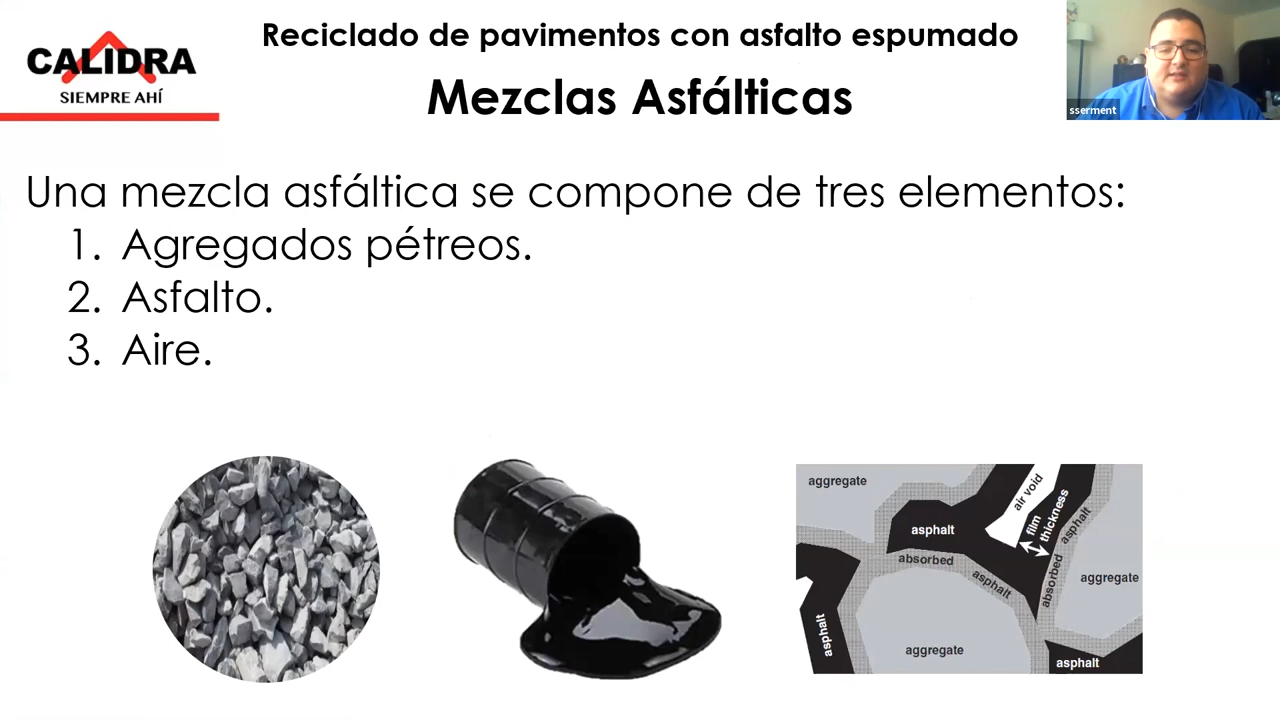 Reciclado de pavimentos con asfalto espumado
CALIDRA
SIEMPRE AHÍ
Mezclas Asfálticas
sserment
Una mezcla asfáltica se compone de tres elementos:
1. Agregados pétreos.
2. Asfalto.
3. Aire.
aggregate
air void
film
thickness
asphalt
asphalt
absorbed
asphalt
absorbed
aggregate
asphalt
aggregate
asphalt